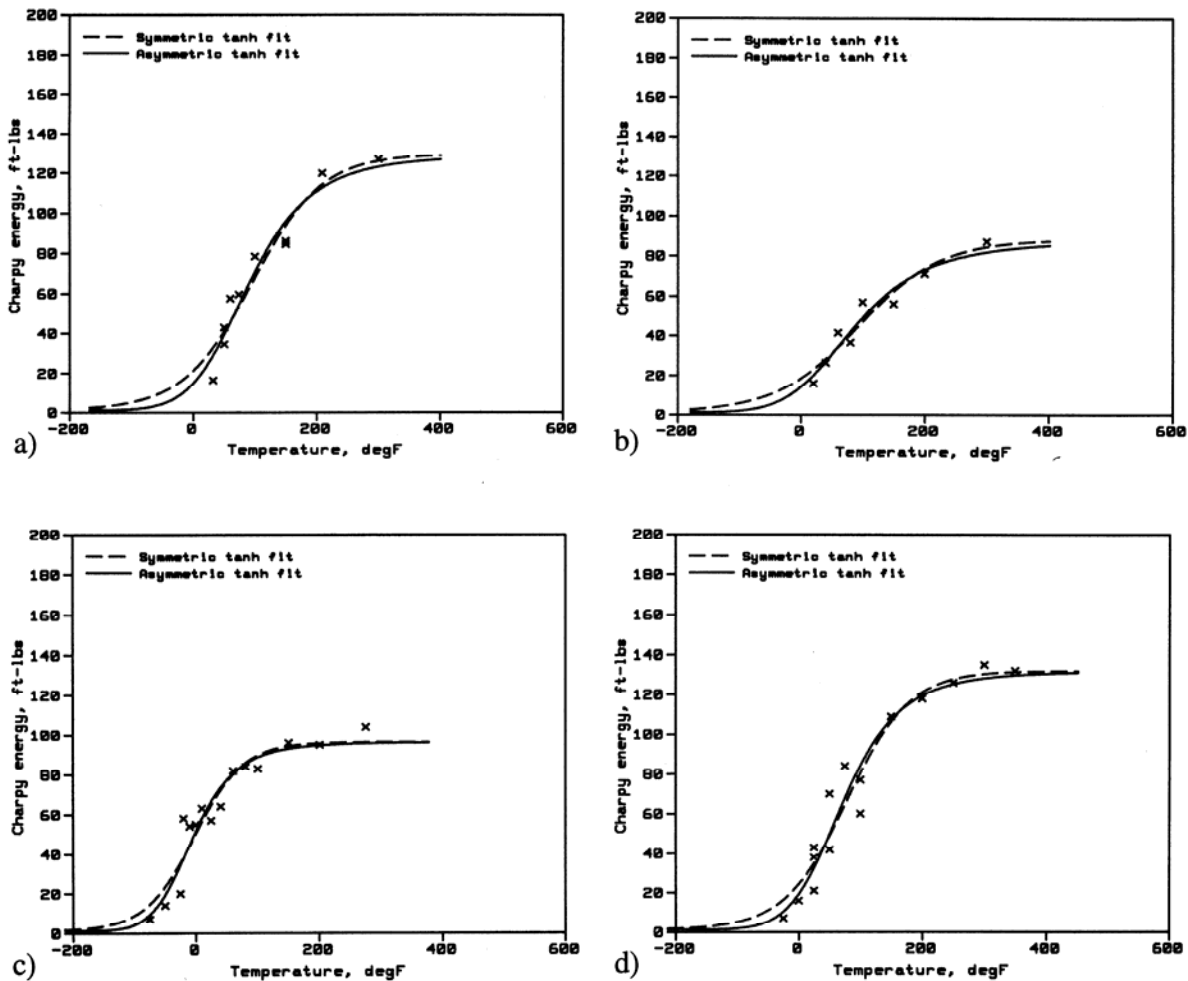 200
180
160
140
120
100
80
60
40
20
0
Charpy energy, ft-lbs
Symmetric tanh fit
Asymmetric tanh fit
-200 0 200 400 600
Temperature, degF
a)
200
180
160
140
120
100
80
60
40
20
0
Charpy energy, ft-lbs
Symmetric tanh fit
Asymmetric tanh fit
-200 0 200 400 600
Temperature, degF
b)
200
180
160
140
120
100
80
60
40
20
0
Charpy energy, ft-lbs
Symmetric tanh fit
Asymmetric tanh fit
-200 0 200 400 600
Temperature, degF
c)
200
180
160
140
120
100
80
60
40
20
0
Charpy energy, ft-lbs
Symmetric tanh fit
Asymmetric tanh fit
-200 0 200 400 600
Temperature, degF
d)